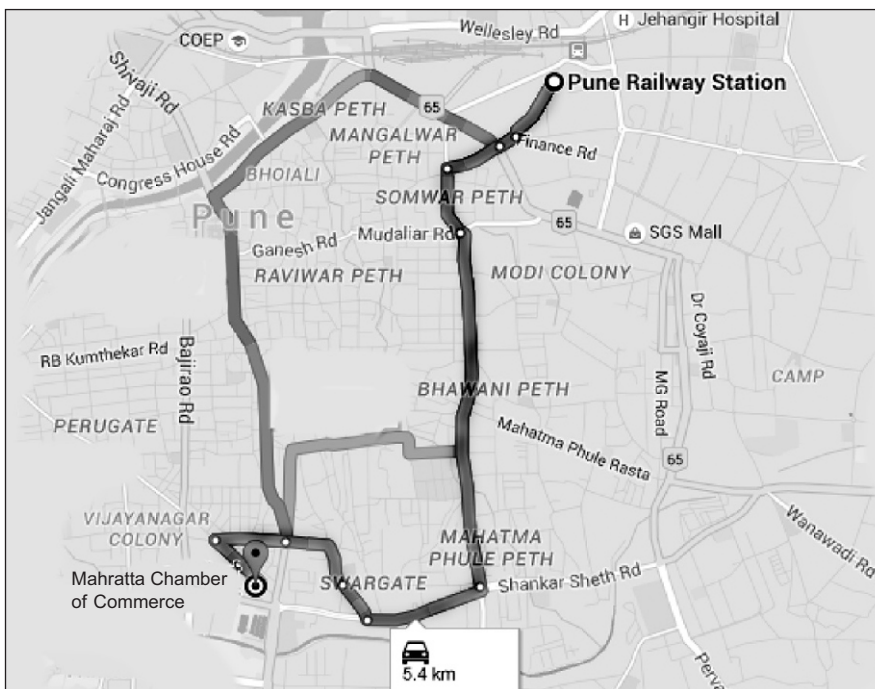 Wellesley Rd
H Jehangir Hospital
COEP
Shivaji Rd
Pune Railway Station
KASBA PETH
65
MANGALWAR
PETH
Finance Rd
Jangali Maharaj Rd
Congress House Rd
BHOIALI
SOMWAR PETH
Pune
Mudaliar Rd
65
SGS Mall
Ganesh Rd
RAVIWAR PETH
MODI COLONY
Dr Coyaji Rd
RB Kumthekar Rd
Bajirao Rd
BHAWANI PETH
MG Road
CAMP
PERUGATE
Mahatma Phule Rasta
65
VIJAYANAGAR
COLONY
MAHATMA
PHULE PETH
Wanawadi Rd
Mahratta Chamber
of Commerce
SWARGATE
Shankar Sheth Rd
5.4 km